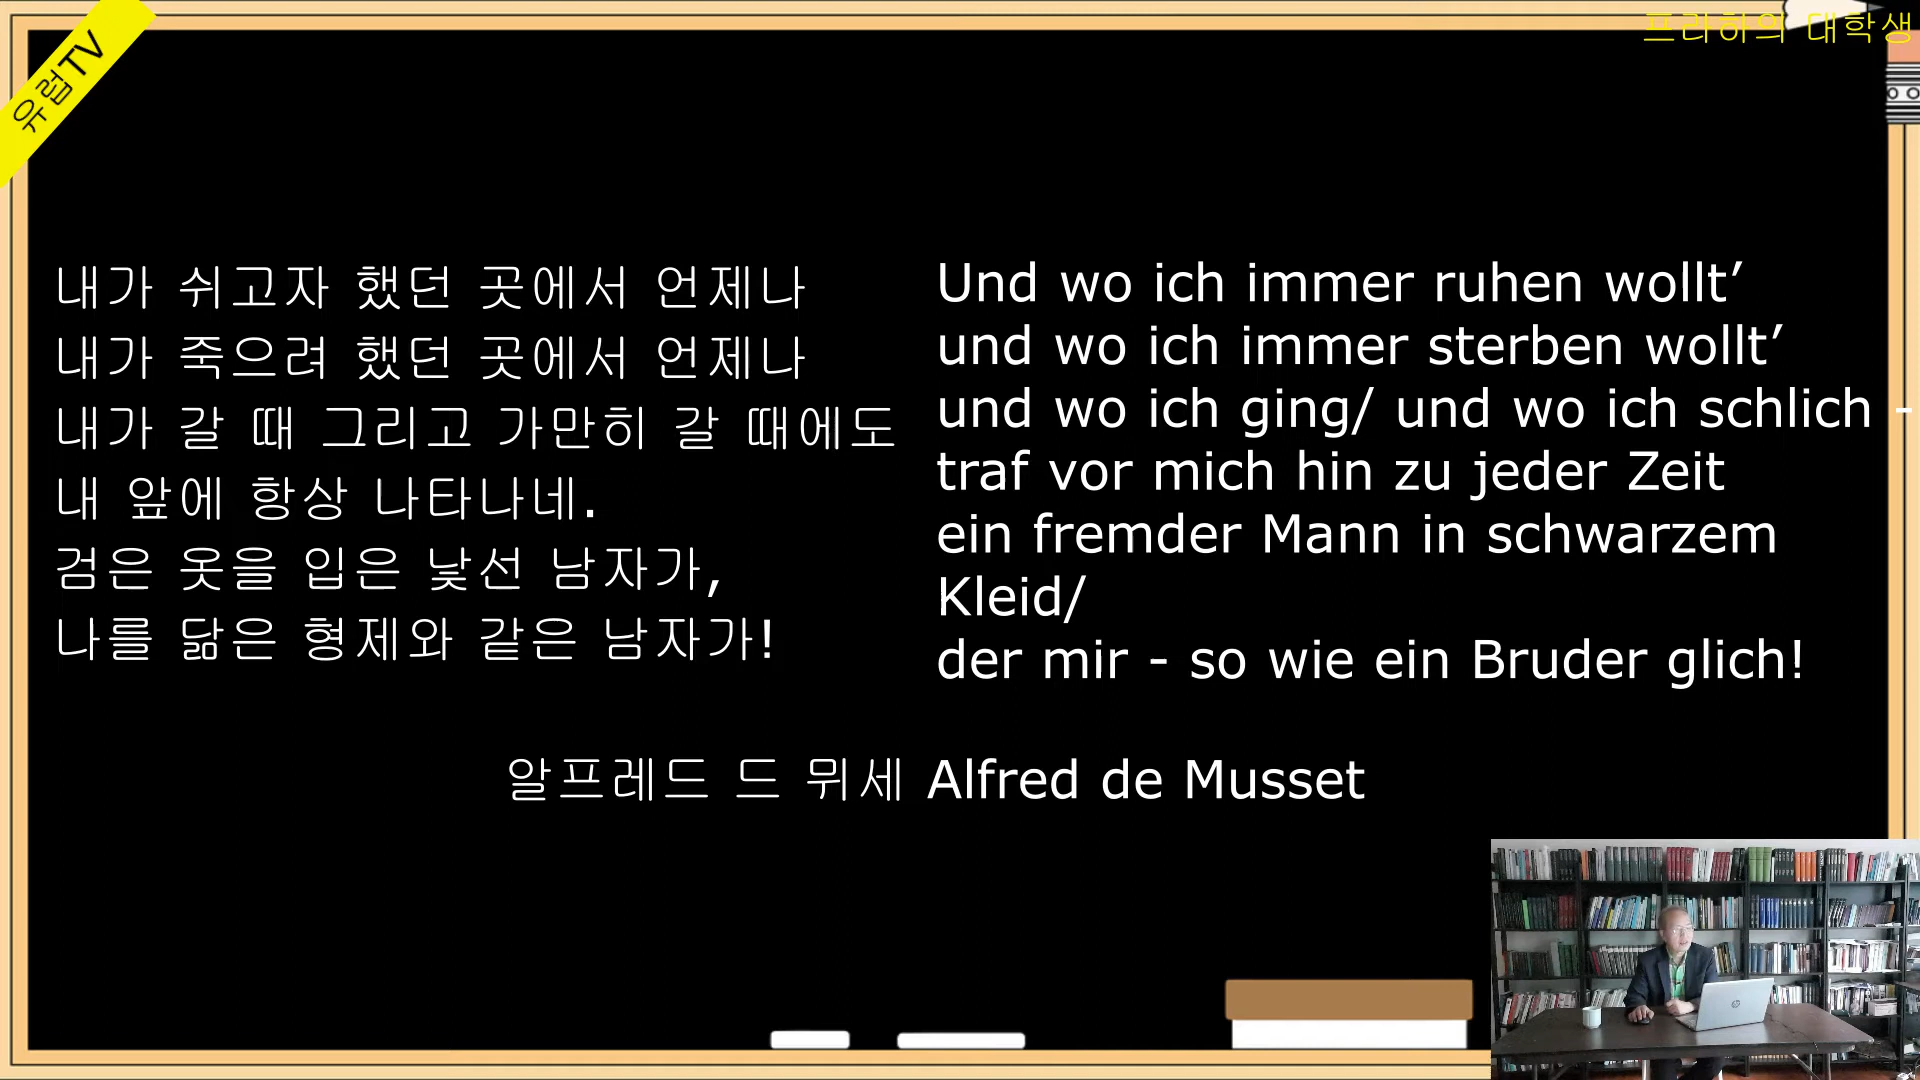 유럽TV
프라하의 대학생
내가 쉬고자 했던 곳에서 언제나
내가 죽으려 했던 곳에서 언제나
내가 갈 때 그리고 가만히 갈 때에도
내 앞에 항상 나타나네.
검은 옷을 입은 낯선 남자가,
나를 닮은 형제와 같은 남자가!
Und wo ich immer ruhen wollt’
und wo ich immer sterben wollt’
und wo ich ging/ und wo ich schlich -
traf vor mich hin zu jeder Zeit
ein fremder Mann in schwarzem
Kleid/
der mir - so wie ein Bruder glich!
알프레드 드 뮈세 Alfred de Musset